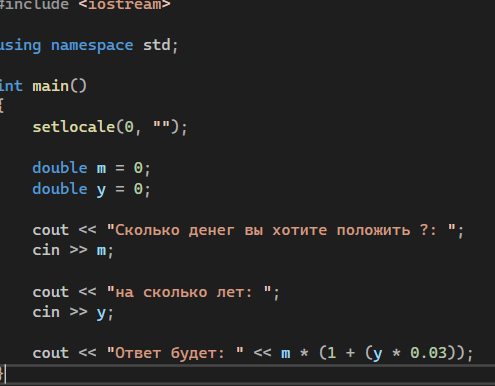 #include <iostream>
using namespace std;
int main()
{
setlocale(0, "");
double m = 0;
double y = 0;
cout << "Сколько денег вы хотите положить ?: ";
cin >> m;
cout << "на сколько лет: ";
cin >> y;
cout << "Ответ будет: " << m * (1 + (y * 0.03));
}